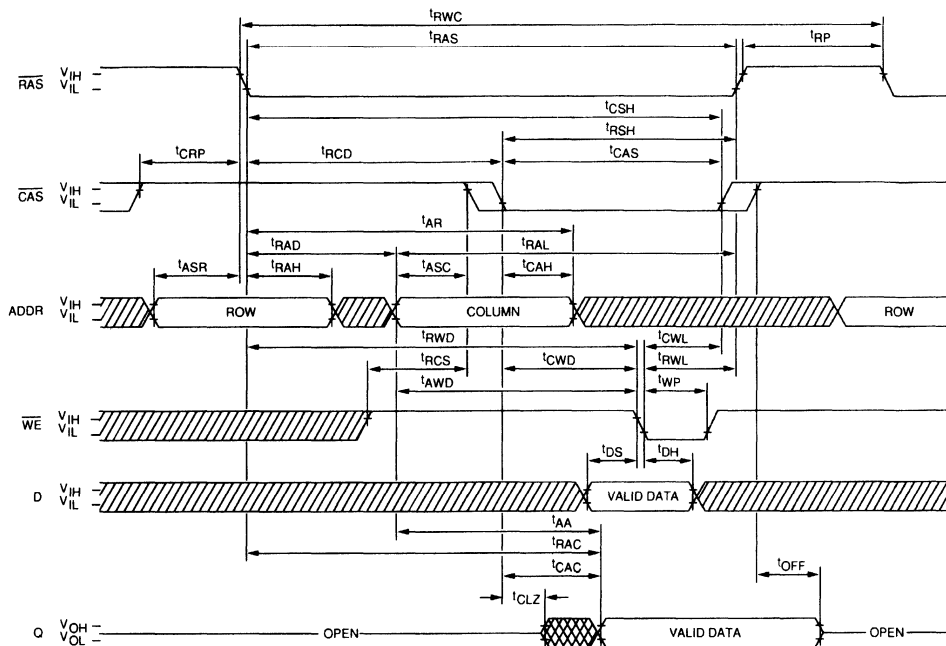 tRWC
tRAS
tRP
RAS VIH VIL
tCSH
tRSH
tCRP tRCD tCAS
CAS VIH VIL
tAR
tRAD tRAL
tASR tRAH tASC tCAH
ADDR VIH VIL ROW COLUMN ROW
tRWD tCWL
tRCS tCWD tRWL
tAWD tWP
WE VIH VIL
tDS tDH
D VIH VIL VALID DATA
tAA
tRAC
tCAC tOFF
tCLZ
Q VOH VOL OPEN VALID DATA OPEN